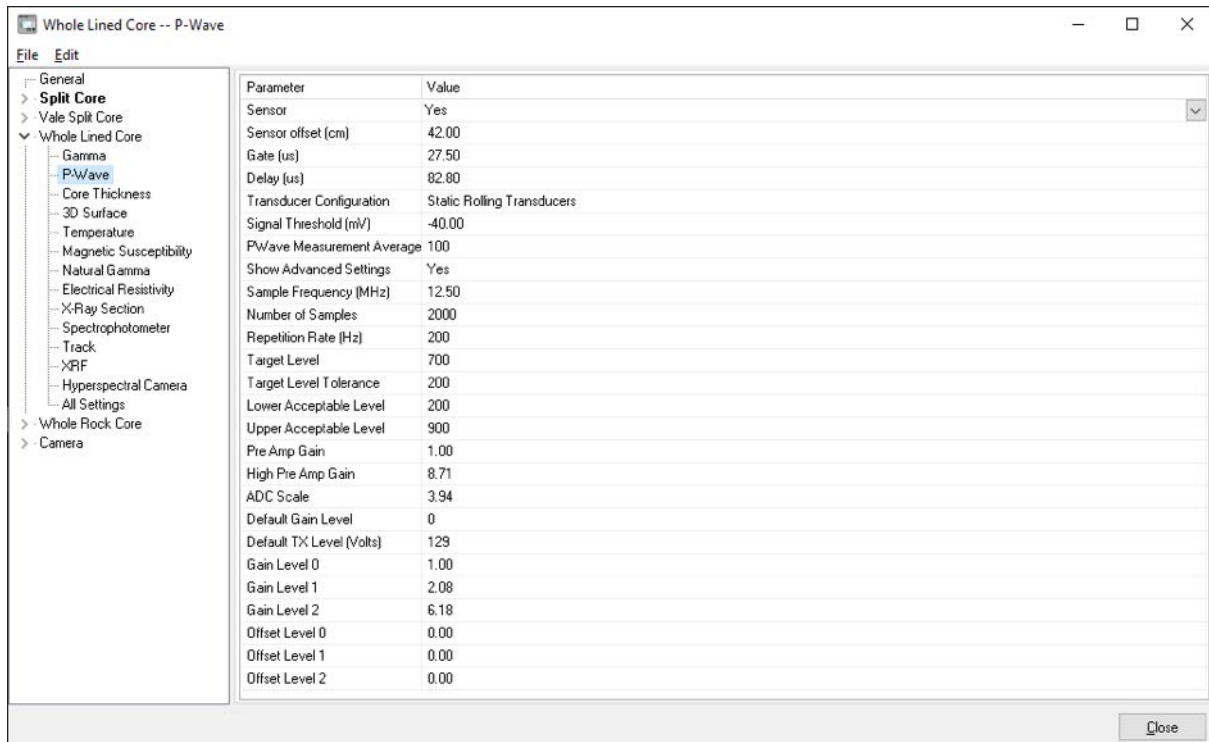 Whole Lined Core -- P-Wave
File Edit
General
Split Core
Vale Split Core
Whole Lined Core
Gamma
P-Wave
Core Thickness
3D Surface
Temperature
Magnetic Susceptibility
Natural Gamma
Electrical Resistivity
X-Ray Section
Spectrophotometer
Track
XRF
Hyperspectral Camera
All Settings
Whole Rock Core
Camera
Parameter Value
Sensor Yes
Sensor offset (cm) 42.00
Gate (us) 27.50
Delay (us) 82.80
Transducer Configuration Static Rolling Transducers
Signal Threshold (mV) -40.00
PWave Measurement Average 100
Show Advanced Settings Yes
Sample Frequency (MHz) 12.50
Number of Samples 2000
Repetition Rate (Hz) 200
Target Level 700
Target Level Tolerance 200
Lower Acceptable Level 200
Upper Acceptable Level 900
Pre Amp Gain 1.00
High Pre Amp Gain 8.71
ADC Scale 3.94
Default Gain Level 0
Default TX Level (Volts) 129
Gain Level 0 1.00
Gain Level 1 2.08
Gain Level 2 6.18
Offset Level 0 0.00
Offset Level 1 0.00
Offset Level 2 0.00
Close